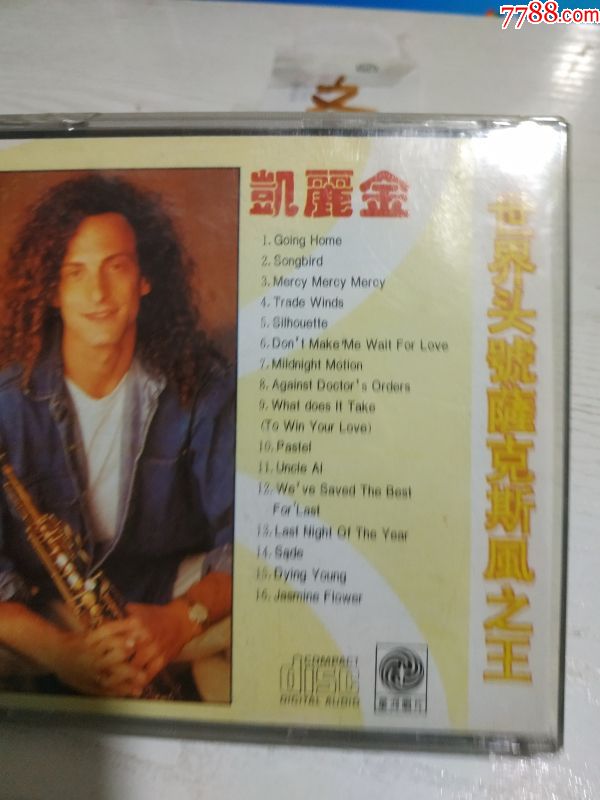 7788.com
凱麗金
1. Going Home
2. Songbird
3. Mercy Mercy Mercy
4. Trade Winds
5. Silhouette
6. Don't Make Me Wait For Love
7. Mildnight Motion
8. Against Doctor's Orders
9. What does It Take
(To Win Your Love)
10. Pastel
11. Uncle Al
12. We've Saved The Best
For Last
13. Last Night Of The Year
14. Sade
15. Dying Young
16. Jasmine Flower
世界头號薩克斯風之王
COMPACT
disc
DIGITAL AUDIO